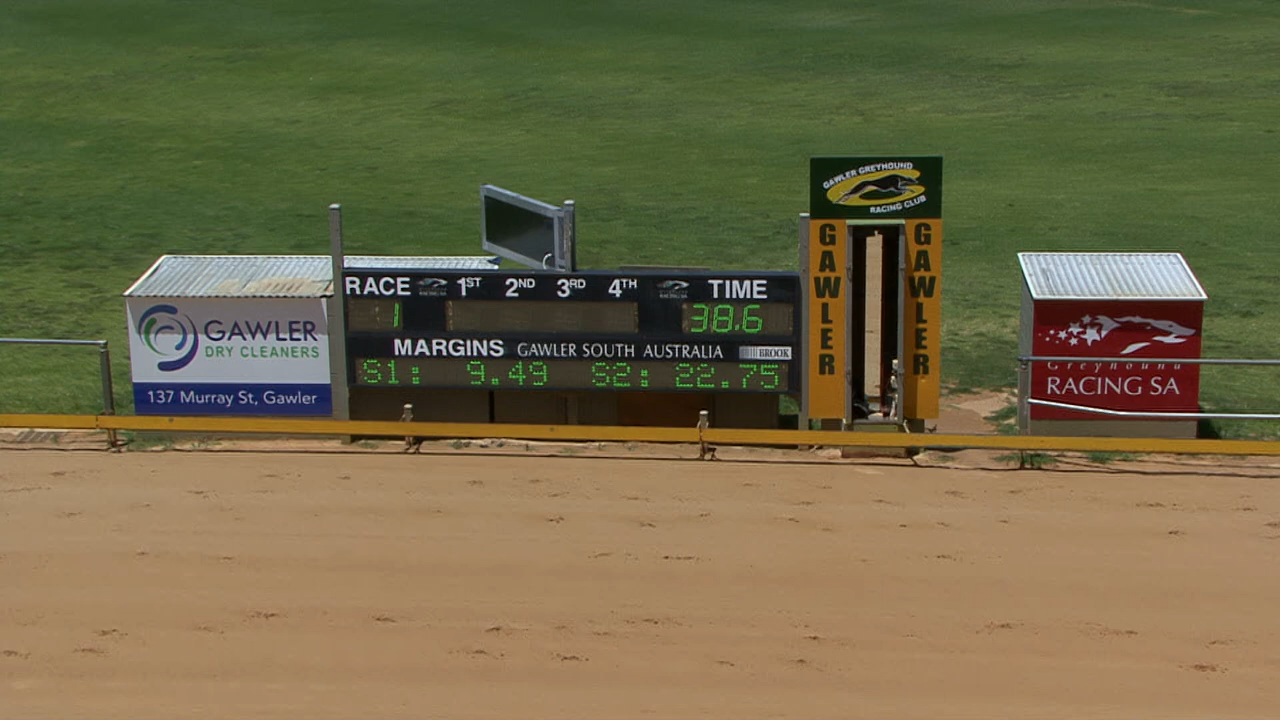 GAWLER GREYHOUND
RACING CLUB
GAWLER
GAWLER
RACE 1ST 2ND 3RD 4TH TIME
1 38.6
MARGINS GAWLER SOUTH AUSTRALIA BROOK
S1: 9.49 S2: 22.75
GAWLER
DRY CLEANERS
137 Murray St, Gawler
Greyhound
RACING SA